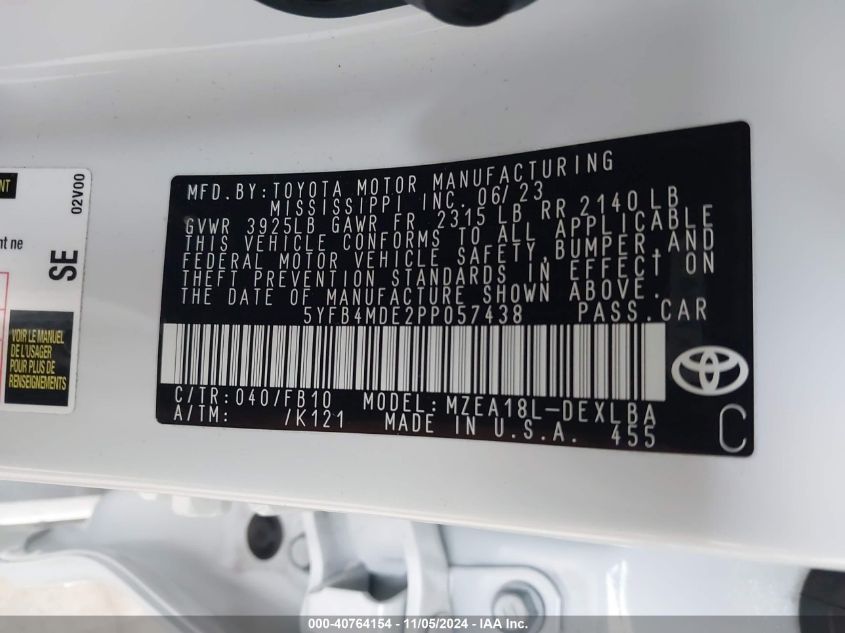 MFD.BY:TOYOTA MOTOR MANUFACTURING
MISSISSIPPI INC. 06/23
GVWR 3925LB GAWR FR 2315 LB RR 2140 LB
THIS VEHICLE CONFORMS TO ALL APPLICABLE
FEDERAL MOTOR VEHICLE SAFETY, BUMPER, AND
THEFT PREVENTION STANDARDS IN EFFECT ON
THE DATE OF MANUFACTURE SHOWN ABOVE.
5YFB4MDE2PP057438 PASS.CAR
C/TR:040/FB10 MODEL:MZEA18L-DEXLBA
A/TM: /K121 MADE IN U.S.A. 455
C
02V00
NT
nt ne
SE
VOIR LE MANUEL
DE L'USAGER
POUR PLUS DE
RENSEIGNEMENTS
000-40764154 - 11/05/2024 - IAA Inc.